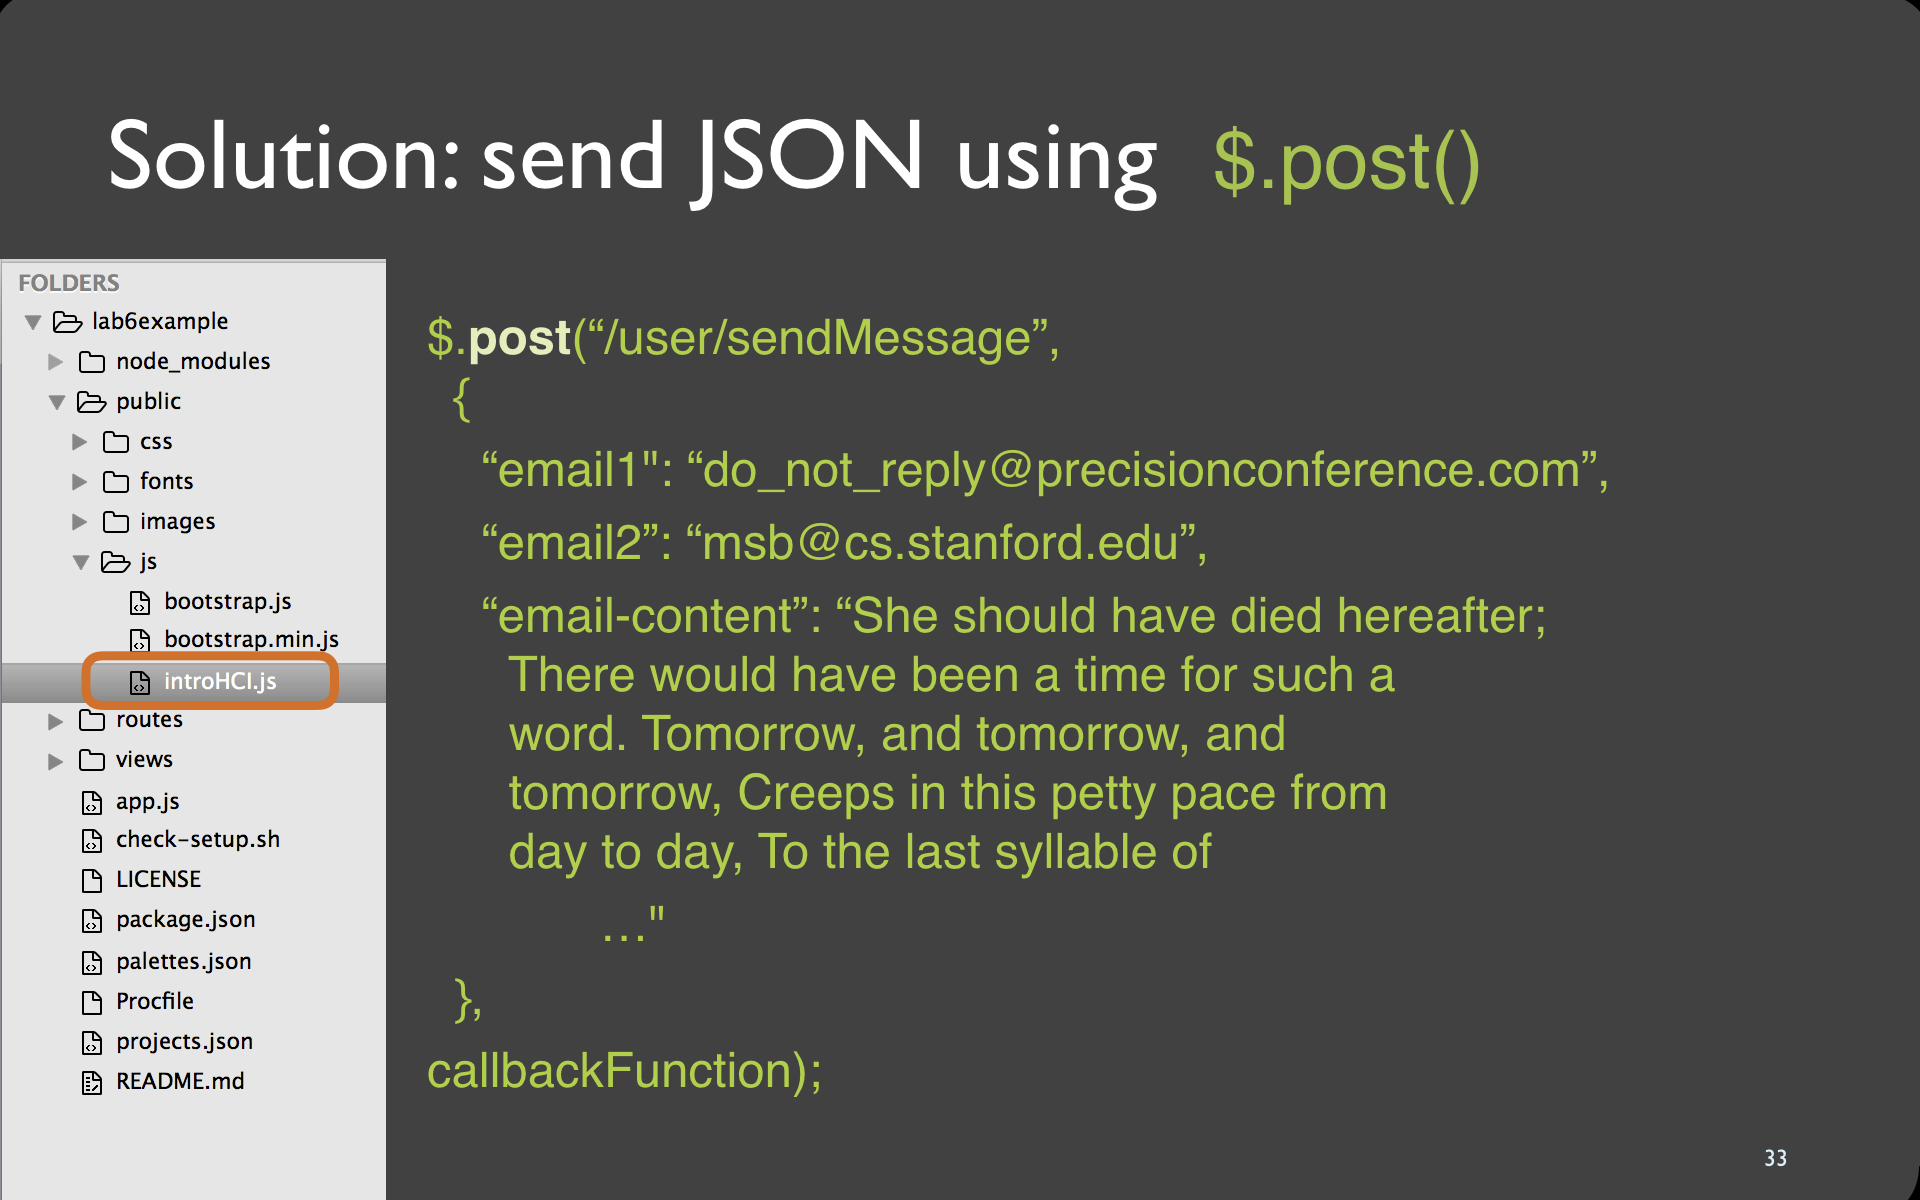 Solution: send JSON using $.post()
FOLDERS
lab6example
node_modules
public
css
fonts
images
js
bootstrap.js
bootstrap.min.js
introHCI.js
routes
views
app.js
check-setup.sh
LICENSE
package.json
palettes.json
Procfile
projects.json
README.md
$.post(“/user/sendMessage”,
{
“email1": “do_not_reply@precisionconference.com”,
“email2”: “msb@cs.stanford.edu”,
“email-content”: “She should have died hereafter;
There would have been a time for such a
word. Tomorrow, and tomorrow, and
tomorrow, Creeps in this petty pace from
day to day, To the last syllable of
…"
},
callbackFunction);
33